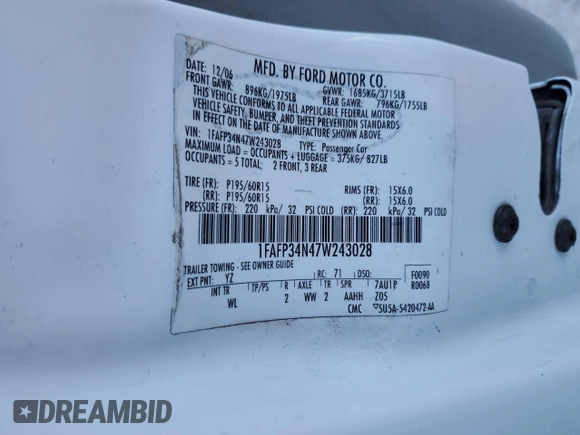 MFD. BY FORD MOTOR CO.
DATE: 12/06
GVWR: 1685KG/3715LB
FRONT GAWR: 896KG/1975LB
REAR GAWR: 796KG/1755LB
THIS VEHICLE CONFORMS TO ALL APPLICABLE FEDERAL MOTOR
VEHICLE SAFETY, BUMPER, AND THEFT PREVENTION STANDARDS
IN EFFECT ON THE DATE OF MANUFACTURE SHOWN ABOVE.
VIN: 1FAFP34N47W243028 TYPE: Passenger Car
MAXIMUM LOAD = OCCUPANTS + LUGGAGE = 375KG/ 827LB
OCCUPANTS = 5 TOTAL: 2 FRONT, 3 REAR
TIRE (FR): P195/60R15 RIMS (FR): 15X6.0
(RR): P195/60R15 (RR): 15X6.0
PRESSURE (FR): 220 kPa/ 32 PSI COLD (RR): 220 kPa/ 32 PSI COLD
1FAFP34N47W243028
TRAILER TOWING - SEE OWNER GUIDE
EXT PNT: YZ RC: 71 DSO: F0090
INT TR TP/PS R AXLE TR SPR 7AU1P R0068
WL 2 WW 2 AAHH Z05
CMC ▽5U5A-5420472-AA
DREAMBID